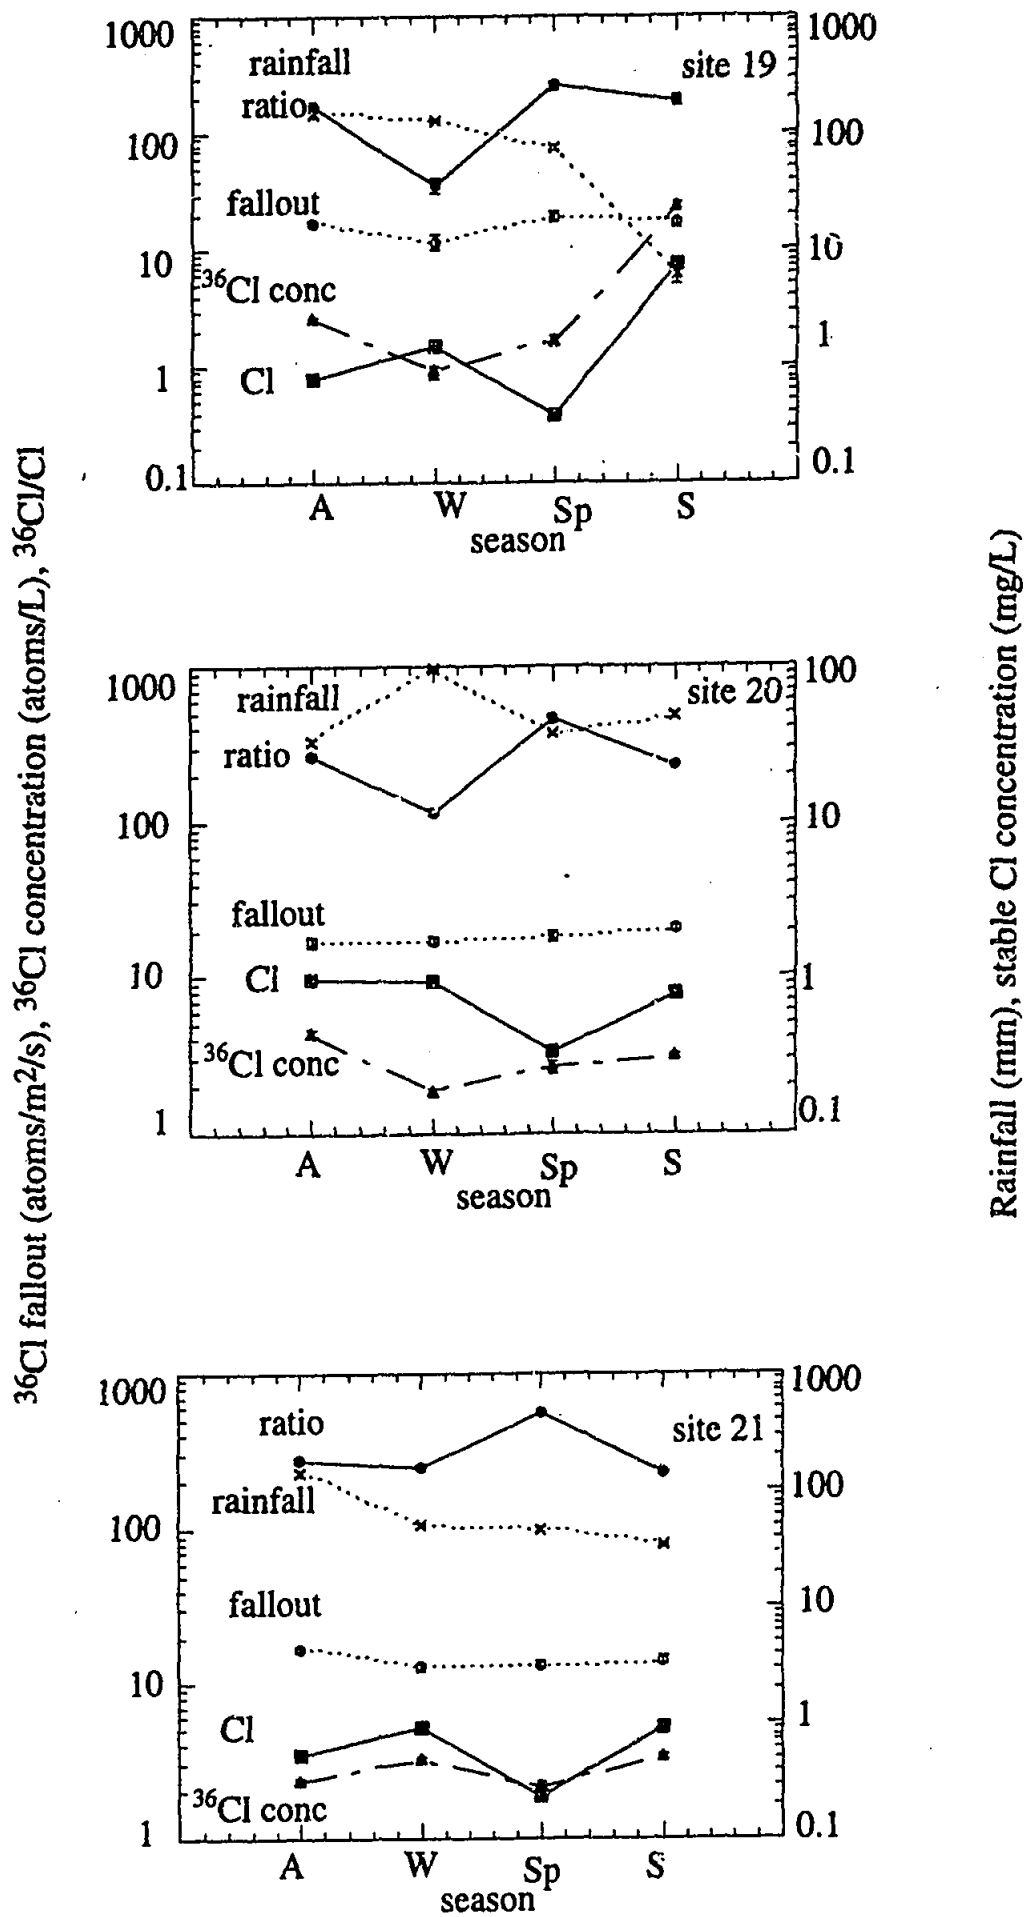 ³⁶Cl fallout (atoms/m²/s), ³⁶Cl concentration (atoms/L), ³⁶Cl/Cl
1000
100
10
1
0.1
rainfall
ratio
fallout
³⁶Cl conc
Cl
site 19
1000
100
10
1
0.1
A W Sp S
season
1000
100
10
1
rainfall
ratio
fallout
Cl
³⁶Cl conc
site 20
100
10
1
0.1
A W Sp S
season
1000
100
10
1
ratio
rainfall
fallout
Cl
³⁶Cl conc
site 21
1000
100
10
1
0.1
A W Sp S
season
Rainfall (mm), stable Cl concentration (mg/L)